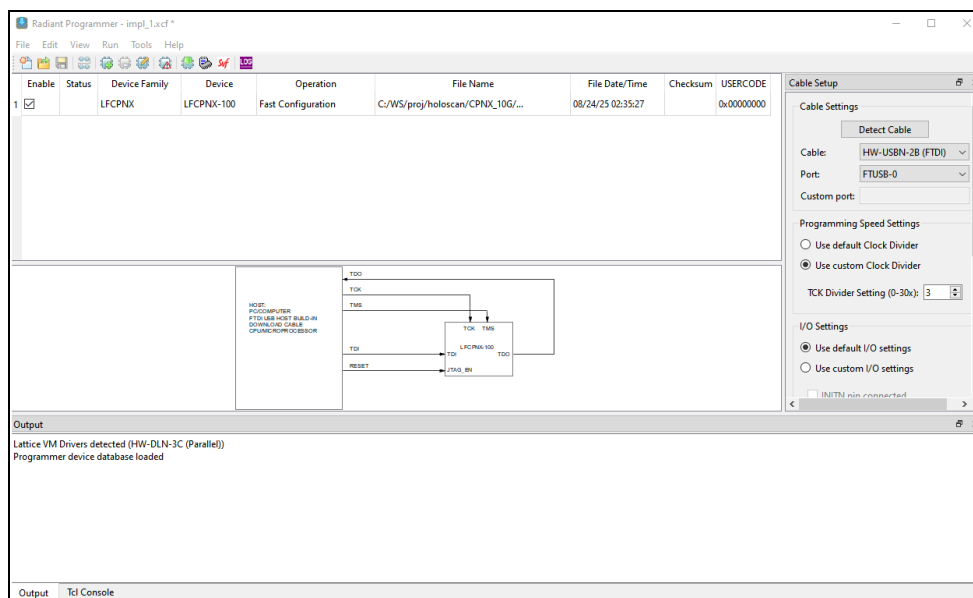 Radiant Programmer - impl_1.xcf *
File Edit View Run Tools Help
Enable Status Device Family Device Operation File Name File Date/Time Checksum USERCODE
1 LFCPNX LFCPNX-100 Fast Configuration C:/WS/proj/holoscan/CPNX_10G/... 08/24/25 02:35:27 0x00000000
Cable Setup
Cable Settings
Detect Cable
Cable: HW-USBN-2B (FTDI)
Port: FTUSB-0
Custom port:
Programming Speed Settings
Use default Clock Divider
Use custom Clock Divider
TCK Divider Setting (0-30x): 3
I/O Settings
Use default I/O settings
Use custom I/O settings
INITN pin connected
TDO
TCK
TMS
HOST:
PC/COMPUTER
FTDI USB HOST BUILD-IN
DOWNLOAD CABLE
CPU/MICROPROCESSOR
TCK TMS
LFCPNX-100
TDI
TDI TDO
RESET
JTAG_EN
Output
Lattice VM Drivers detected (HW-DLN-3C (Parallel))
Programmer device database loaded
Output Tcl Console
svf
LOG